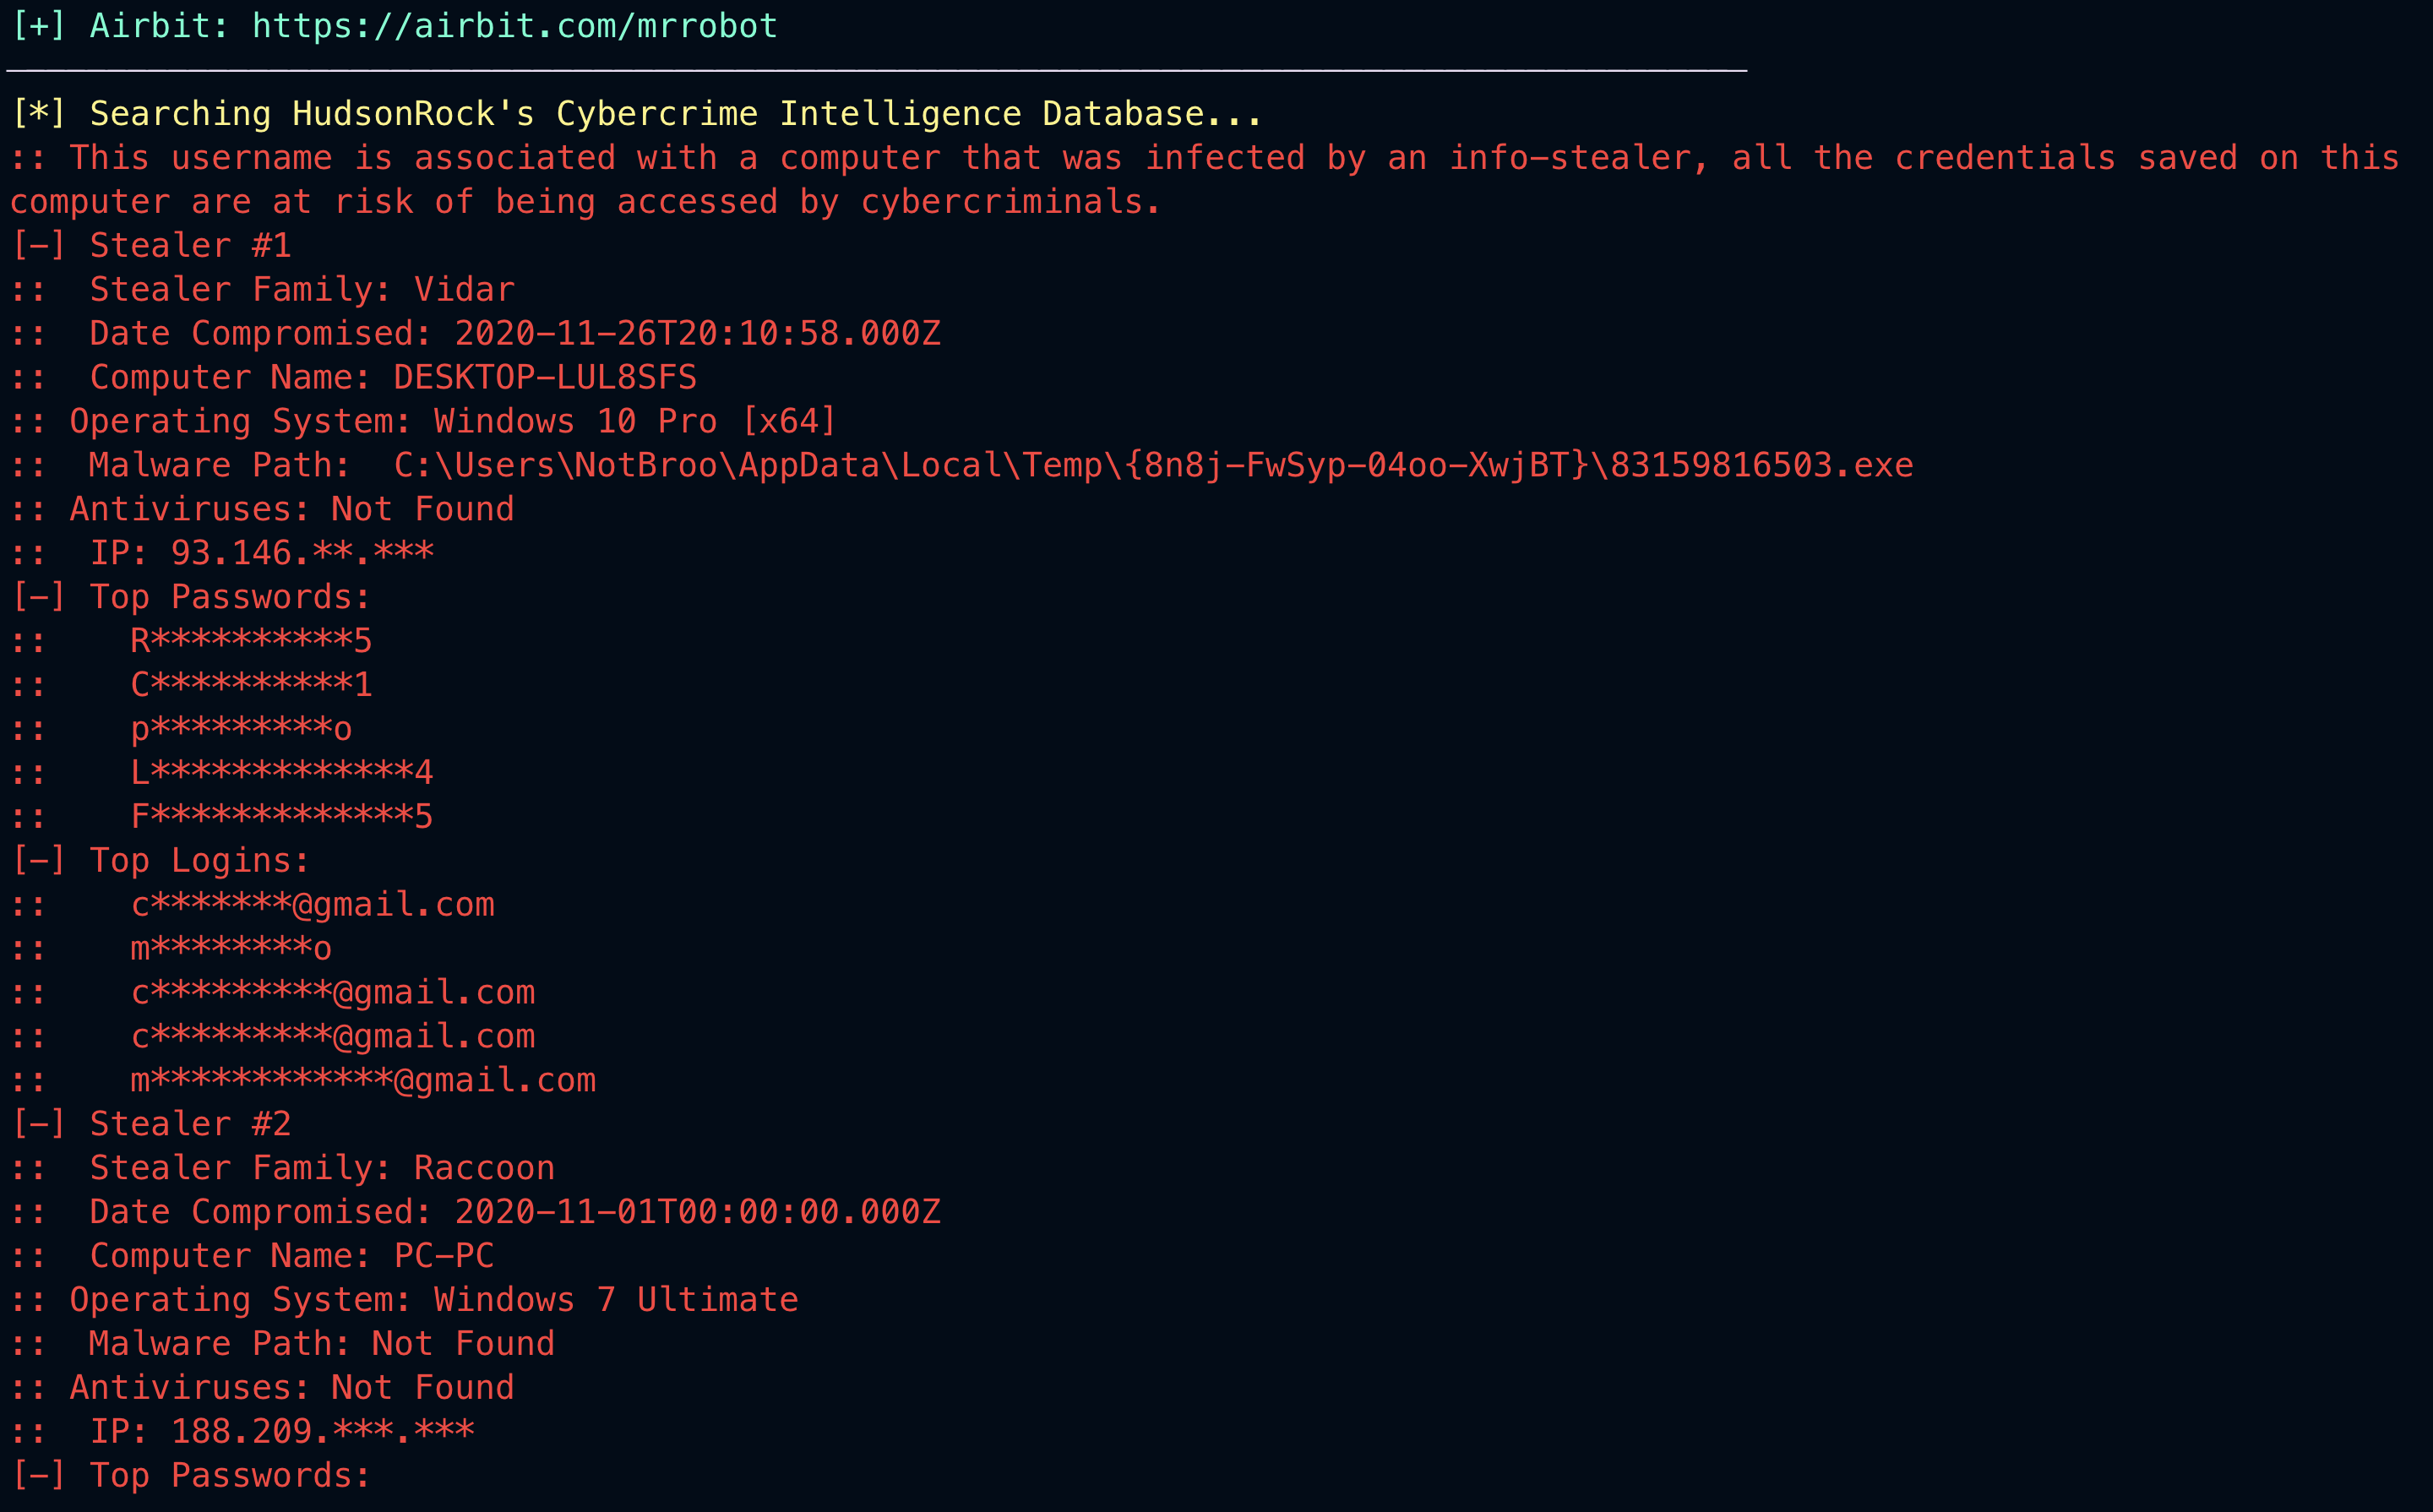 [+] Airbit: https://airbit.com/mrrobot
[*] Searching HudsonRock's Cybercrime Intelligence Database...
:: This username is associated with a computer that was infected by an info-stealer, all the credentials saved on this
computer are at risk of being accessed by cybercriminals.
[-] Stealer #1
::  Stealer Family: Vidar
::  Date Compromised: 2020-11-26T20:10:58.000Z
::  Computer Name: DESKTOP-LUL8SFS
:: Operating System: Windows 10 Pro [x64]
::  Malware Path:  C:\Users\NotBroo\AppData\Local\Temp\{8n8j-FwSyp-04oo-XwjBT}\83159816503.exe
:: Antiviruses: Not Found
::  IP: 93.146.**.***
[-] Top Passwords:
::    R**********5
::    C**********1
::    p*********o
::    L*************4
::    F*************5
[-] Top Logins:
::    c*******@gmail.com
::    m********o
::    c*********@gmail.com
::    c*********@gmail.com
::    m************@gmail.com
[-] Stealer #2
::  Stealer Family: Raccoon
::  Date Compromised: 2020-11-01T00:00:00.000Z
::  Computer Name: PC-PC
:: Operating System: Windows 7 Ultimate
::  Malware Path: Not Found
:: Antiviruses: Not Found
::  IP: 188.209.***.***
[-] Top Passwords: